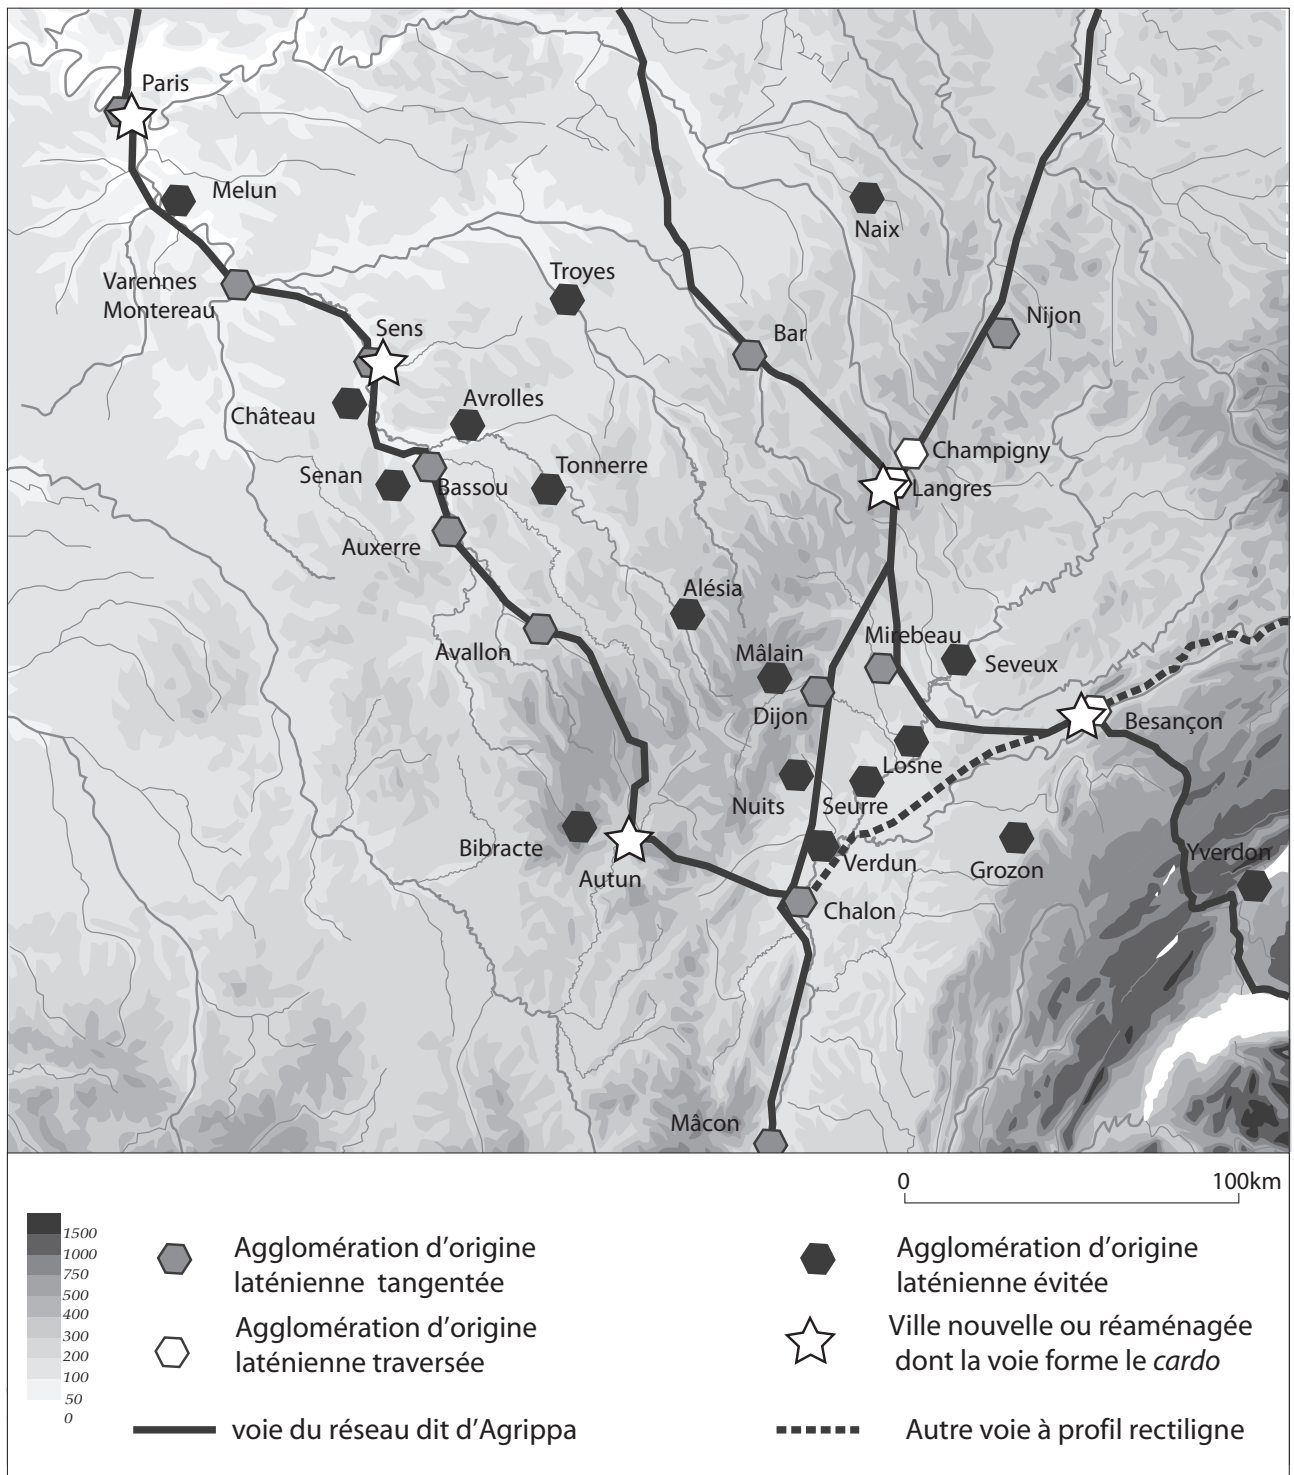 Paris
Melun
Varennes
Montereau
Naix
Troyes
Sens
Bar
Nijon
Château
Avrolles
Champigny
Senan
Bassou
Tonnerre
Langres
Auxerre
Alésia
Avallon
Mirebeau
Mâlain
Seveux
Dijon
Besançon
Losne
Nuits
Seurre
Bibracte
Autun
Verdun
Grozon
Yverdon
Chalon
Mâcon
0
100km
1500
1000
750
500
400
300
200
100
50
0
Agglomération d’origine
laténienne tangentée
Agglomération d’origine
laténienne évitée
Agglomération d’origine
laténienne traversée
Ville nouvelle ou réaménagée
dont la voie forme le cardo
voie du réseau dit d’Agrippa
Autre voie à profil rectiligne